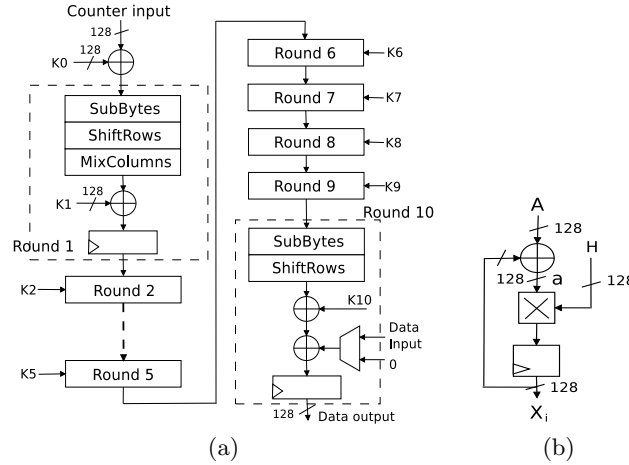 Counter input
128
K0
128
SubBytes
ShiftRows
MixColumns
K1
128
Round 1
K2
Round 2
K5
Round 5
Round 6
K6
Round 7
K7
Round 8
K8
Round 9
K9
Round 10
SubBytes
ShiftRows
K10
Data
Input
0
128
Data output
(a)
A
128
H
128
a
128
128
X i
(b)